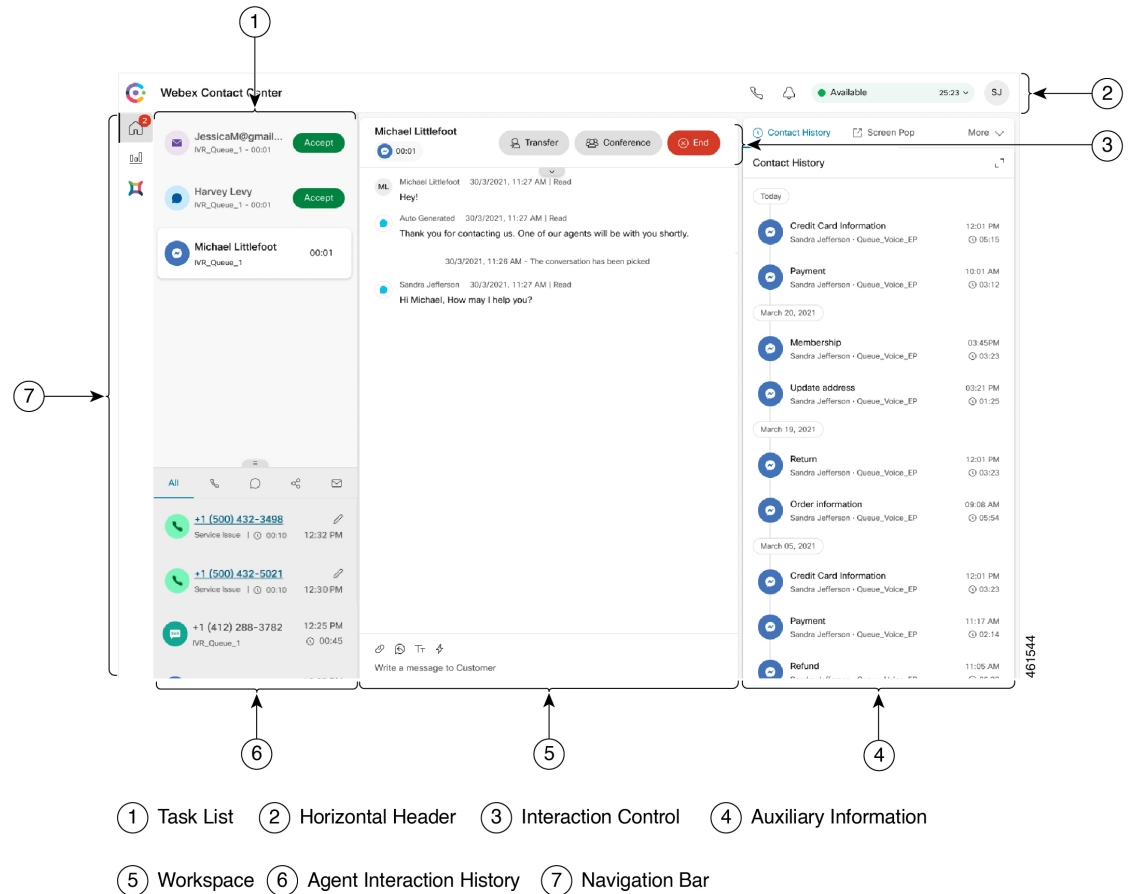 1
Webex Contact Center
Available
25:23
SJ
2
7
2
JessicaM@gmail...
IVR_Queue_1 - 00:01
Accept
Harvey Levy
IVR_Queue_1 - 00:01
Accept
Michael Littlefoot
IVR_Queue_1
00:01
All
+1 (500) 432-3498
Service Issue | 00:10
12:32 PM
+1 (500) 432-5021
Service Issue | 00:10
12:30 PM
+1 (412) 288-3782
IVR_Queue_1
12:25 PM
00:45
Michael Littlefoot
00:01
Transfer
Conference
End
3
ML
Michael Littlefoot 30/3/2021, 11:27 AM | Read
Hey!
Auto Generated 30/3/2021, 11:27 AM | Read
Thank you for contacting us. One of our agents will be with you shortly.
30/3/2021, 11:26 AM - The conversation has been picked
Sandra Jefferson 30/3/2021, 11:27 AM | Read
Hi Michael, How may I help you?
Write a message to Customer
Contact History
Screen Pop
More
Contact History
Today
Credit Card Information
12:01 PM
Sandra Jefferson · Queue_Voice_EP
05:15
Payment
10:01 AM
Sandra Jefferson · Queue_Voice_EP
03:12
March 20, 2021
Membership
03:45PM
Sandra Jefferson · Queue_Voice_EP
03:23
Update address
03:21 PM
Sandra Jefferson · Queue_Voice_EP
01:25
March 19, 2021
Return
12:01 PM
Sandra Jefferson · Queue_Voice_EP
03:23
Order information
09:08 AM
Sandra Jefferson · Queue_Voice_EP
05:54
March 05, 2021
Credit Card Information
12:01 PM
Sandra Jefferson · Queue_Voice_EP
03:23
Payment
11:17 AM
Sandra Jefferson · Queue_Voice_EP
02:14
Refund
11:05 AM
461544
6
5
4
1 Task List
2 Horizontal Header
3 Interaction Control
4 Auxiliary Information
5 Workspace
6 Agent Interaction History
7 Navigation Bar